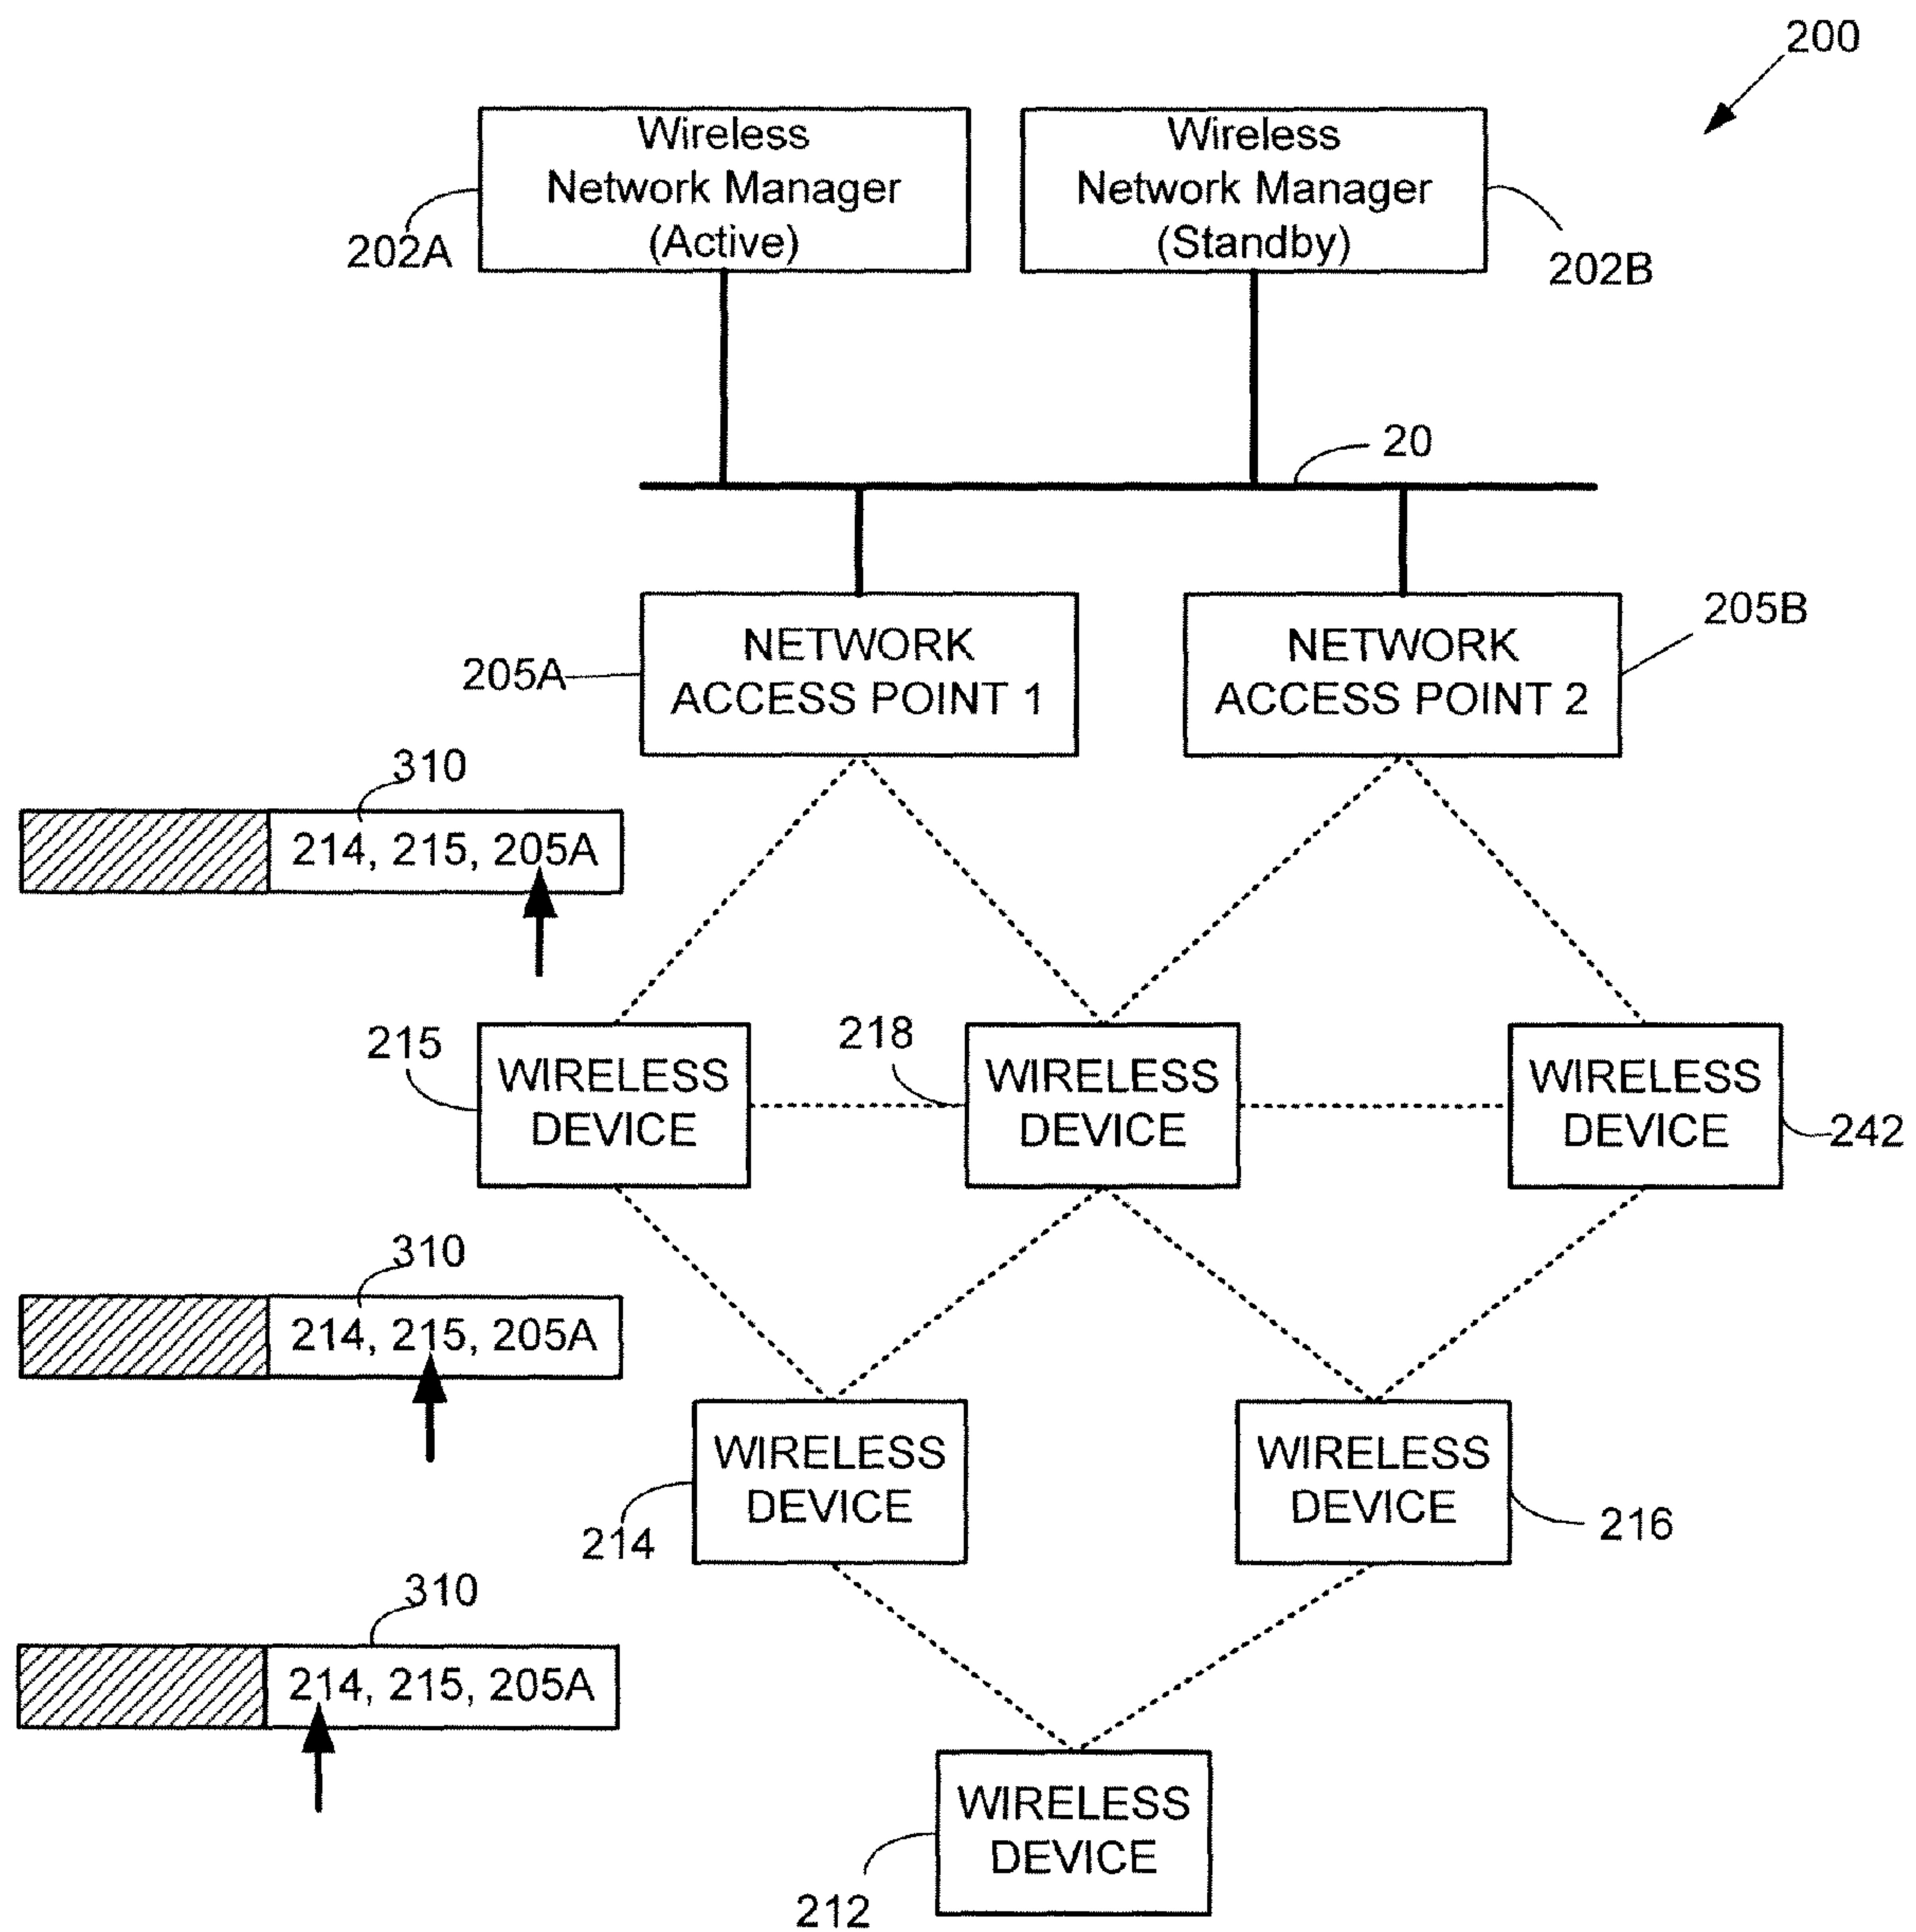 200
Wireless
Network Manager
(Active)
202A
Wireless
Network Manager
(Standby)
202B
20
NETWORK
ACCESS POINT 1
205A
NETWORK
ACCESS POINT 2
205B
310
214, 215, 205A
215
WIRELESS
DEVICE
218
WIRELESS
DEVICE
WIRELESS
DEVICE
242
310
214, 215, 205A
WIRELESS
DEVICE
214
WIRELESS
DEVICE
216
310
214, 215, 205A
WIRELESS
DEVICE
212